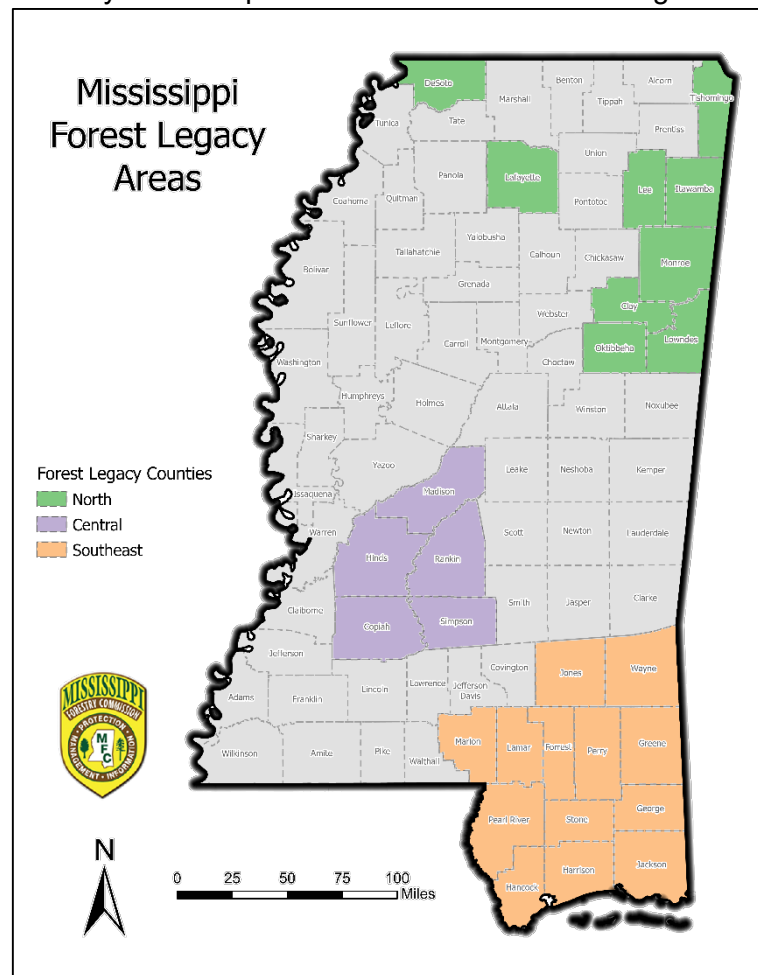 Mississippi
Forest Legacy
Areas
DeSoto
Benton
Alcorn
Tishomingo
Marshall
Tippah
Tunica
Tate
Prentiss
Union
Panola
Lafayette
Lee
Itawamba
Coahoma
Quitman
Pontotoc
Yalobusha
Tallahatchie
Calhoun
Chickasaw
Monroe
Bolivar
Grenada
Clay
Webster
Sunflower
Leflore
Lowndes
Carroll
Montgomery
Oktibbeha
Washington
Choctaw
Humphreys
Holmes
Attala
Winston
Noxubee
Sharkey
Yazoo
Leake
Neshoba
Kemper
Forest Legacy Counties
North
Central
Southeast
Issaquena
Madison
Warren
Scott
Newton
Lauderdale
Hinds
Rankin
Claiborne
Smith
Jasper
Clarke
Copiah
Simpson
Jefferson
Covington
Jones
Wayne
Adams
Franklin
Lincoln
Lawrence
Jefferson
Davis
Marion
Lamar
Forrest
Perry
Greene
Wilkinson
Amite
Pike
Walthall
MISSISSIPPI
FORESTRY COMMISSION
PROTECTION
MANAGEMENT • INFORMATION
M
F C
Pearl River
Stone
George
Hancock
Harrison
Jackson
N
0 25 50 75 100
Miles